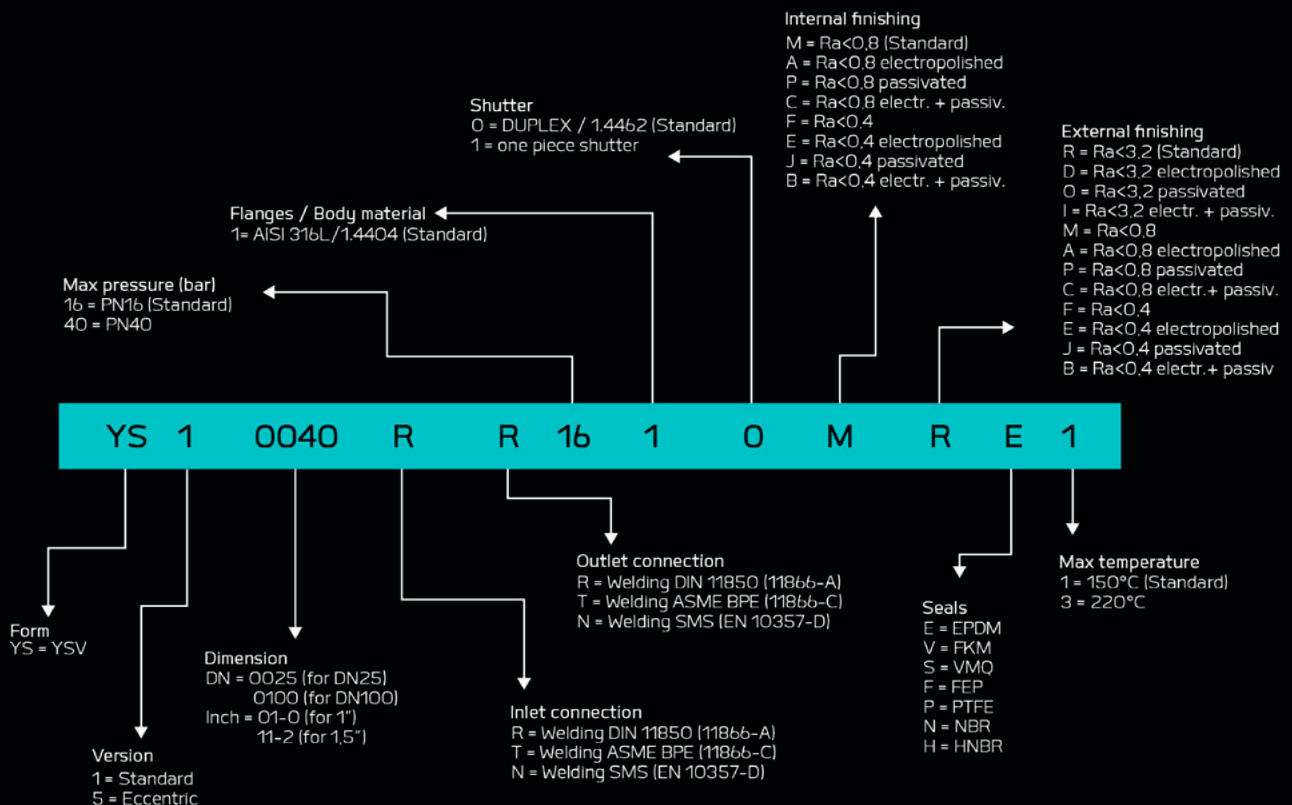 Internal finishing
M = Ra<0,8 (Standard)
A = Ra<0,8 electropolished
P = Ra<0,8 passivated
C = Ra<0,8 electr. + passiv.
F = Ra<0,4
E = Ra<0,4 electropolished
J = Ra<0,4 passivated
B = Ra<0,4 electr. + passiv.
Shutter
0 = DUPLEX / 1.4462 (Standard)
1 = one piece shutter
External finishing
R = Ra<3,2 (Standard)
D = Ra<3,2 electropolished
O = Ra<3,2 passivated
I = Ra<3,2 electr. + passiv.
M = Ra<0,8
A = Ra<0,8 electropolished
P = Ra<0,8 passivated
C = Ra<0,8 electr.+ passiv.
F = Ra<0,4
E = Ra<0,4 electropolished
J = Ra<0,4 passivated
B = Ra<0,4 electr.+ passiv
Flanges / Body material
1= AISI 316L/1.4404 (Standard)
Max pressure (bar)
16 = PN16 (Standard)
40 = PN40
YS 1 0040 R R 16 1 0 M R E 1
Form
YS = YSV
Version
1 = Standard
5 = Eccentric
Dimension
DN = 0025 (for DN25)
0100 (for DN100)
Inch = 01-0 (for 1")
11-2 (for 1,5")
Inlet connection
R = Welding DIN 11850 (11866-A)
T = Welding ASME BPE (11866-C)
N = Welding SMS (EN 10357-D)
Outlet connection
R = Welding DIN 11850 (11866-A)
T = Welding ASME BPE (11866-C)
N = Welding SMS (EN 10357-D)
Seals
E = EPDM
V = FKM
S = VMQ
F = FEP
P = PTFE
N = NBR
H = HNBR
Max temperature
1 = 150°C (Standard)
3 = 220°C